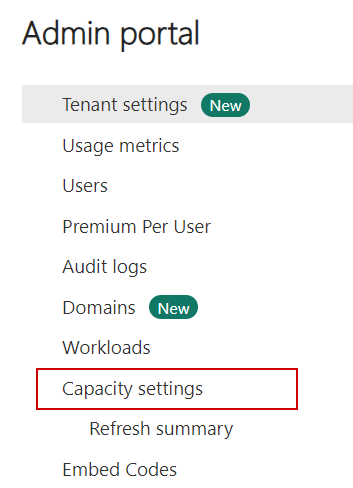 Admin portal
Tenant settings New
Usage metrics
Users
Premium Per User
Audit logs
Domains New
Workloads
Capacity settings
Refresh summary
Embed Codes